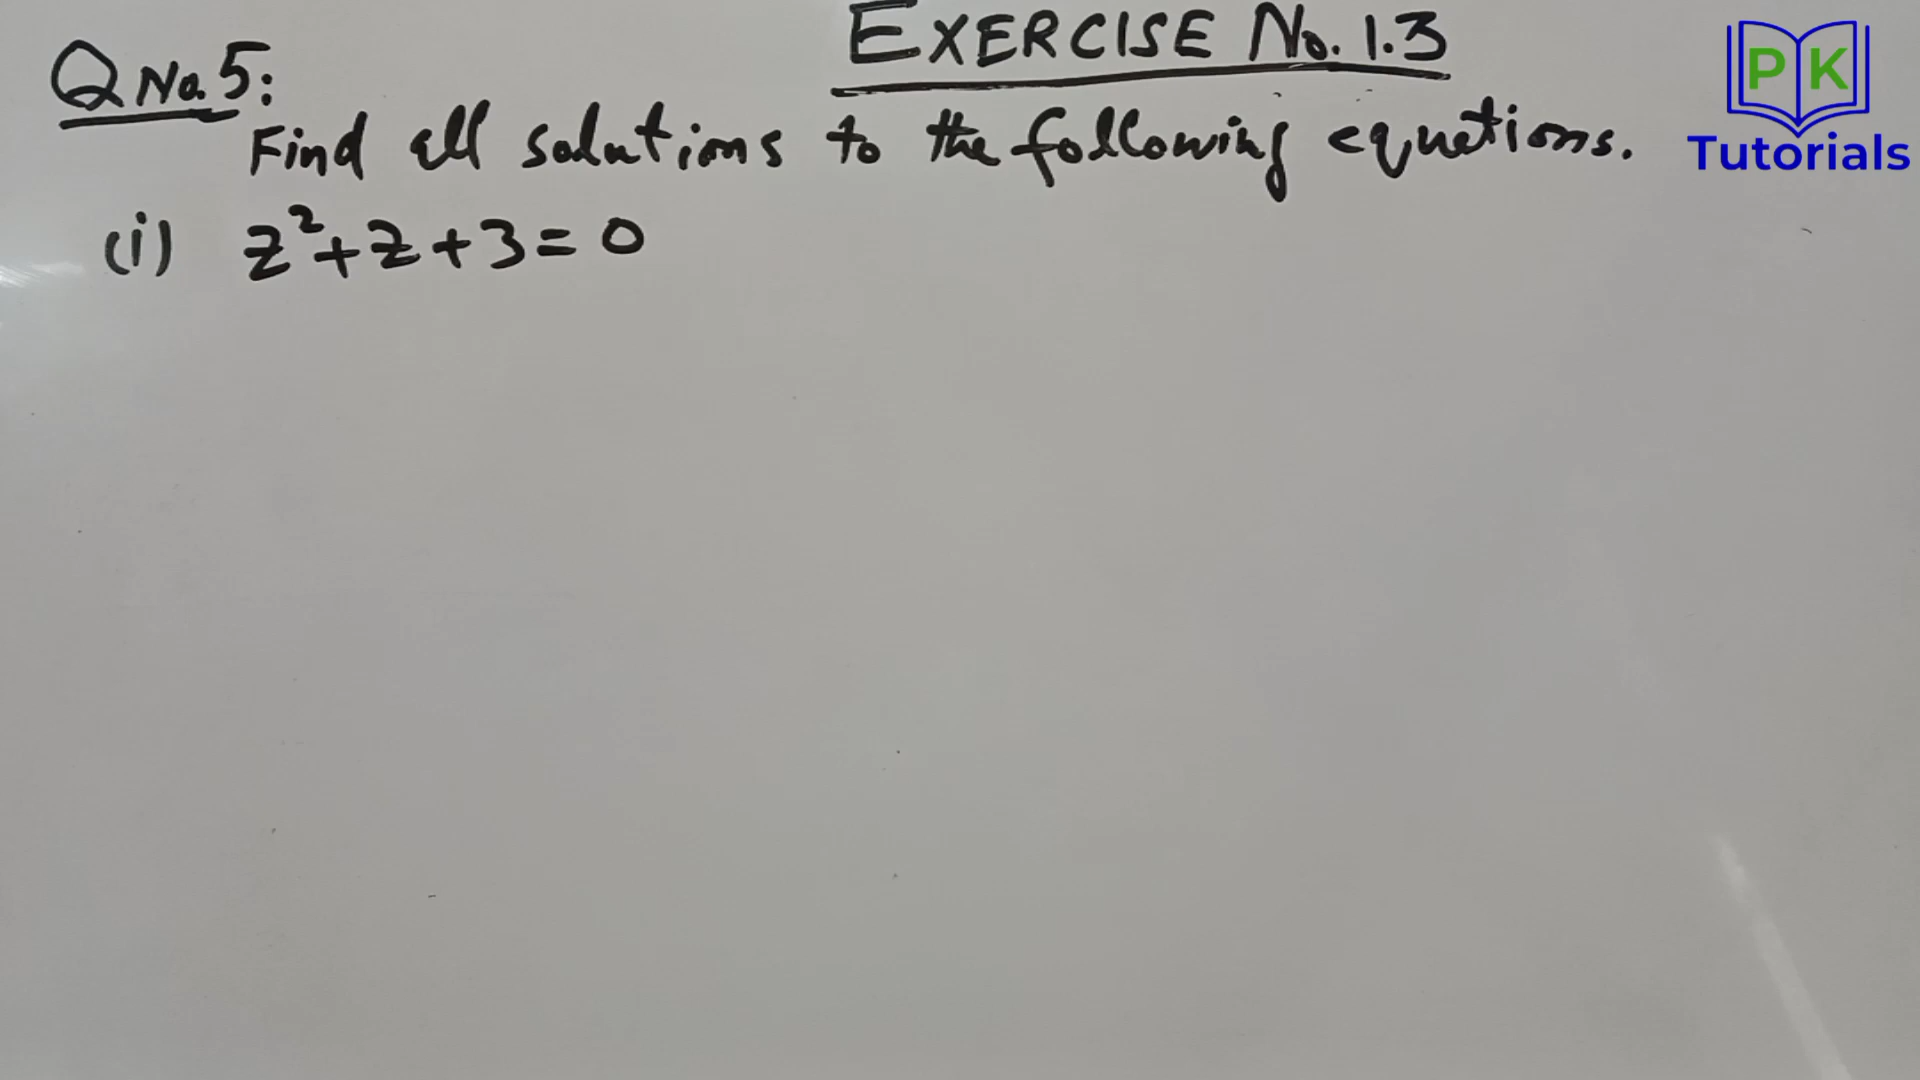 EXERCISE No. 1.3
Q No. 5:
Find all solutions to the following equations.
(i) z²+z+3=0
PK
Tutorials